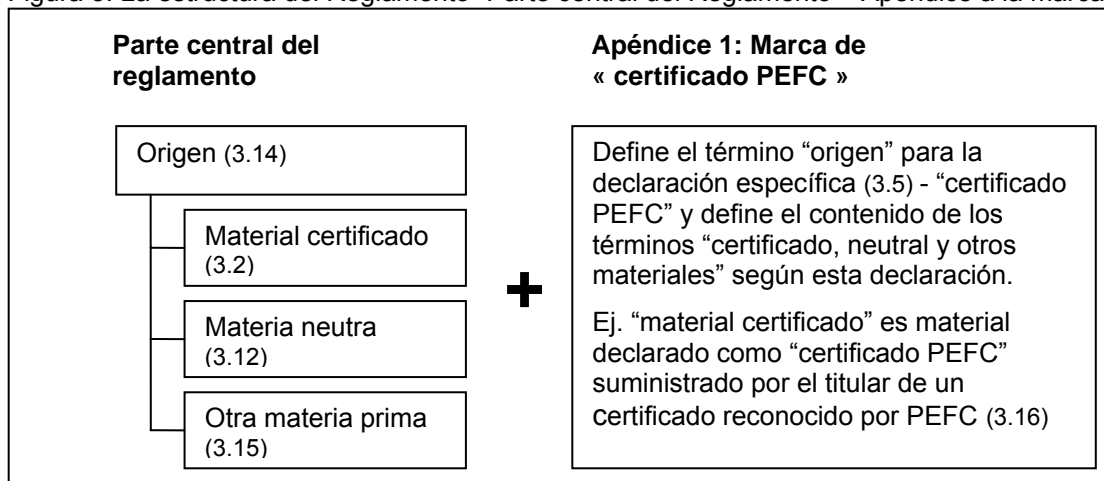 Parte central del
reglamento
Origen (3.14)
Material certificado
(3.2)
Materia neutra
(3.12)
Otra materia prima
(3.15)
+
Apéndice 1: Marca de
« certificado PEFC »
Define el término “origen” para la
declaración específica (3.5) - “certificado
PEFC” y define el contenido de los
términos “certificado, neutral y otros
materiales” según esta declaración.
Ej. “material certificado” es material
declarado como “certificado PEFC”
suministrado por el titular de un
certificado reconocido por PEFC (3.16)